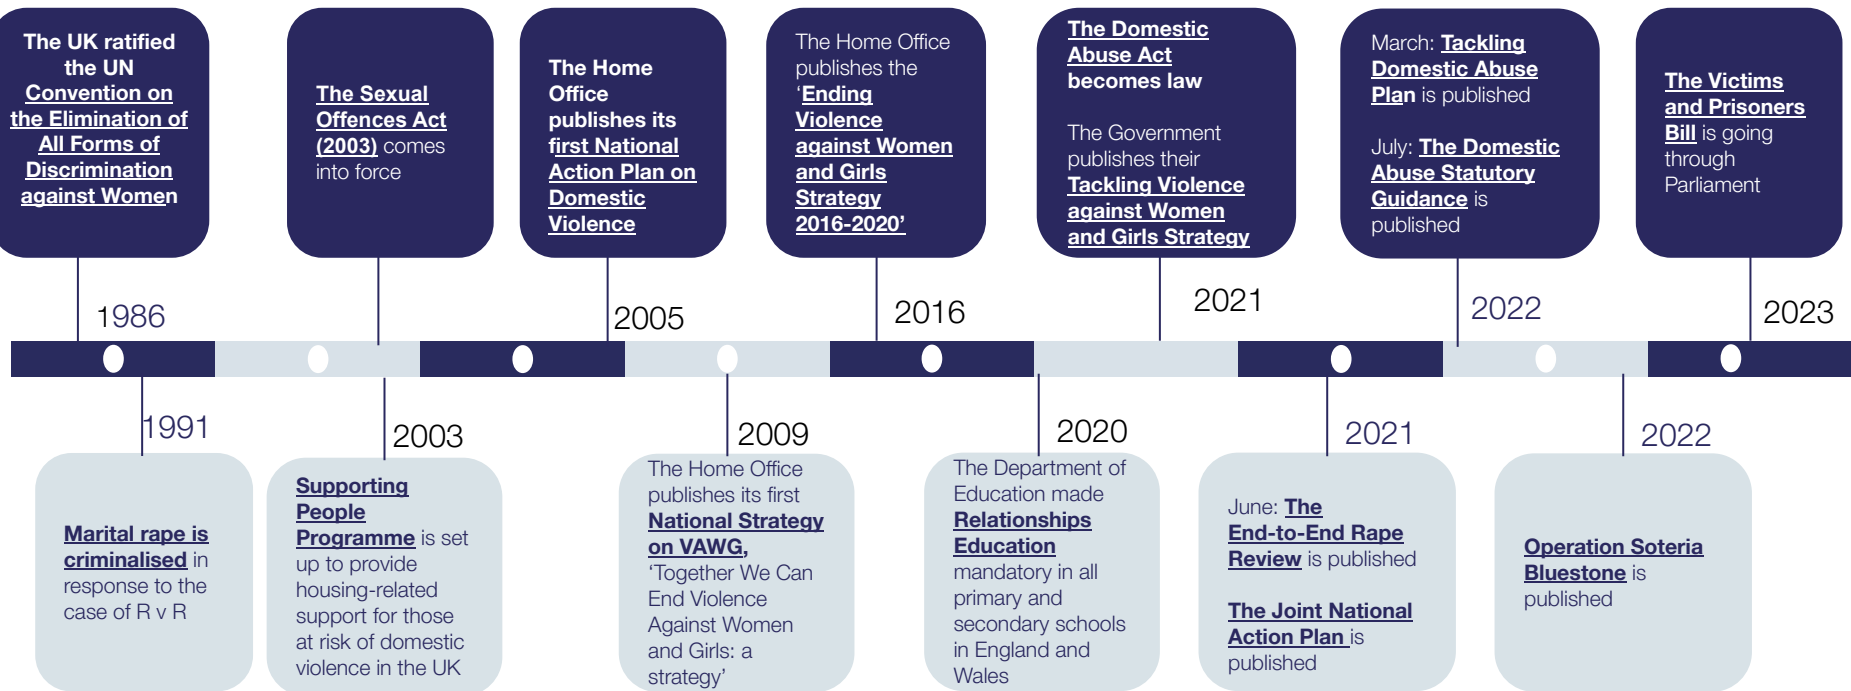 The UK ratified
the UN
Convention on
the Elimination of
All Forms of
Discrimination
against Women
The Sexual
Offences Act
(2003) comes
into force
The Home
Office
publishes its
first National
Action Plan on
Domestic
Violence
The Home Office
publishes the
‘Ending
Violence
against Women
and Girls
Strategy
2016-2020’
The Domestic
Abuse Act
becomes law
The Government
publishes their
Tackling Violence
against Women
and Girls Strategy
March: Tackling
Domestic Abuse
Plan is published
July: The Domestic
Abuse Statutory
Guidance is
published
The Victims
and Prisoners
Bill is going
through
Parliament
1986
2005
2016
2021
2022
2023
1991
2003
2009
2020
2021
2022
Marital rape is
criminalised in
response to the
case of R v R
Supporting
People
Programme is set
up to provide
housing-related
support for those
at risk of domestic
violence in the UK
The Home Office
publishes its first
National Strategy
on VAWG,
‘Together We Can
End Violence
Against Women
and Girls: a
strategy’
The Department of
Education made
Relationships
Education
mandatory in all
primary and
secondary schools
in England and
Wales
June: The
End-to-End Rape
Review is published
The Joint National
Action Plan is
published
Operation Soteria
Bluestone is
published